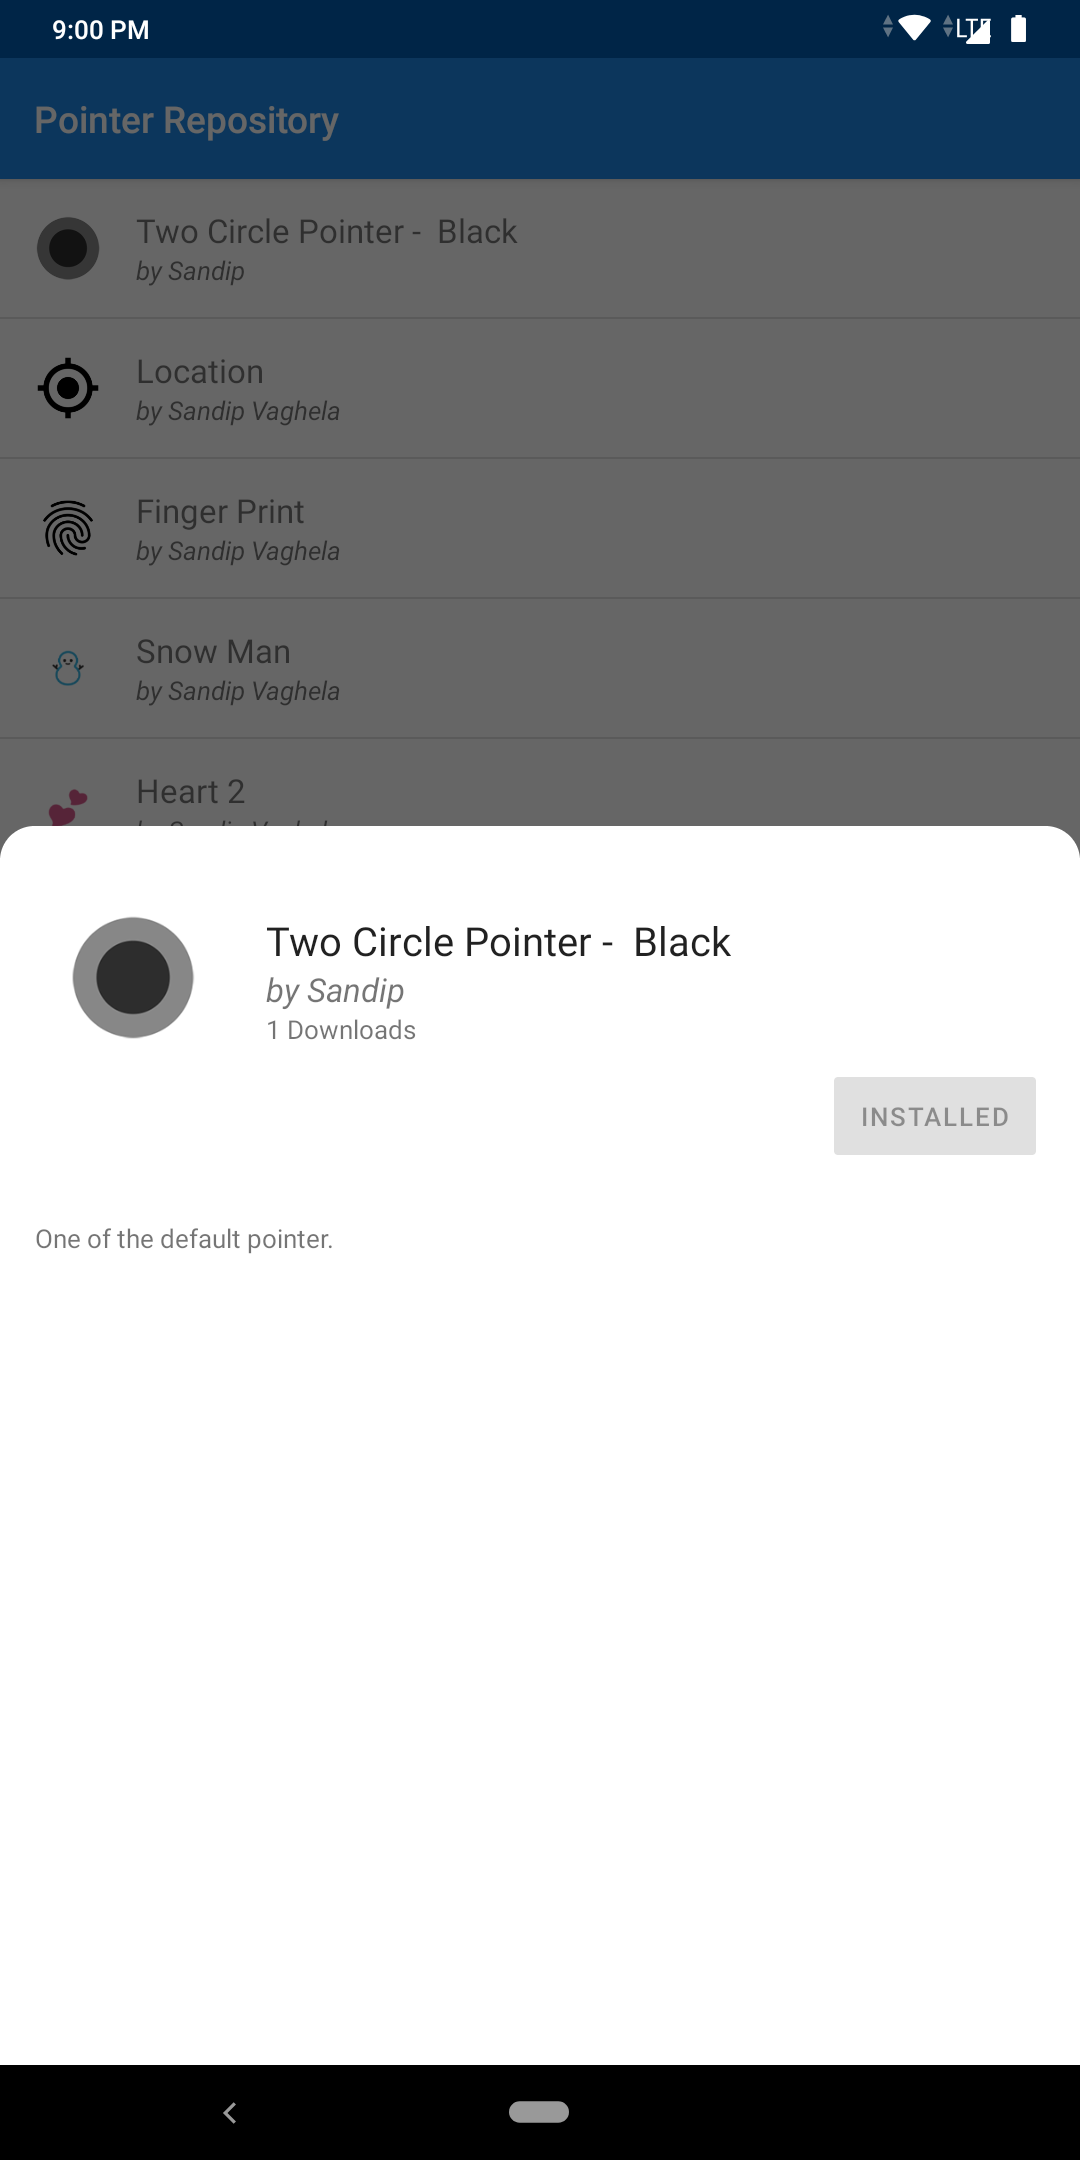 9:00 PM
LTE
Pointer Repository
Two Circle Pointer - Black
by Sandip
Location
by Sandip Vaghela
Finger Print
by Sandip Vaghela
Snow Man
by Sandip Vaghela
Heart 2
Two Circle Pointer - Black
by Sandip
1 Downloads
INSTALLED
One of the default pointer.